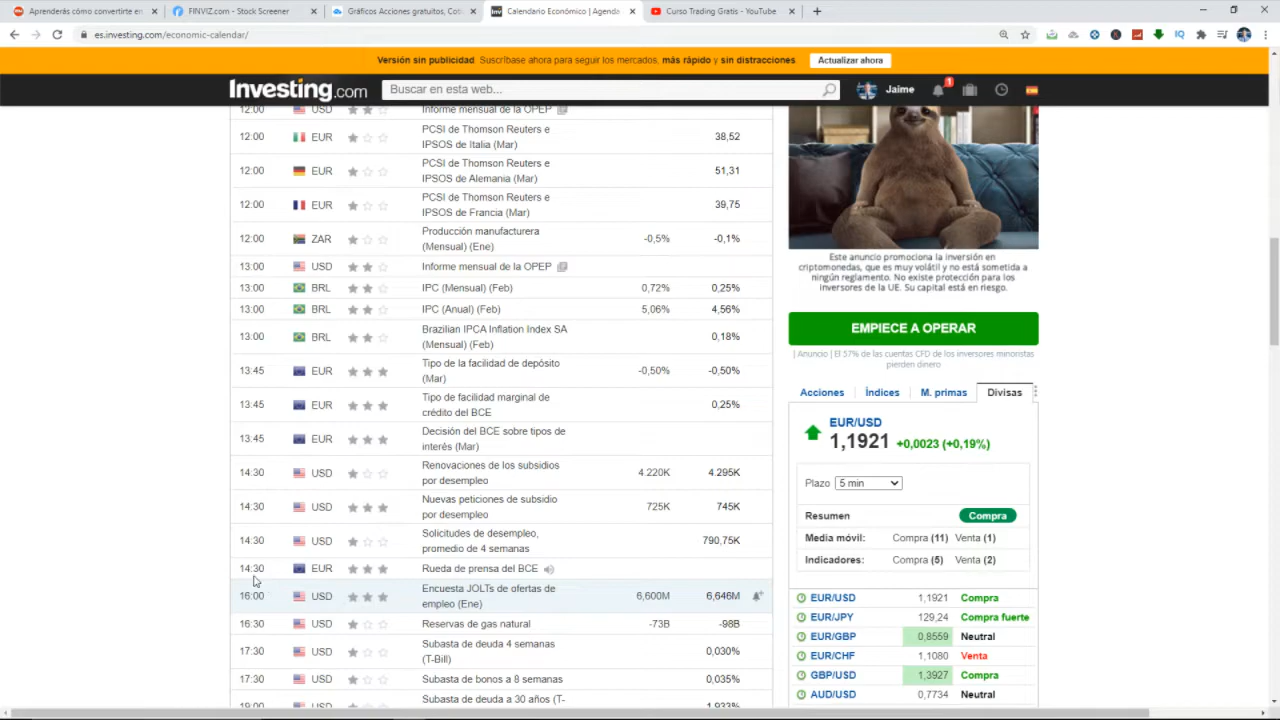 Aprenderás cómo convertirte en
FINVIZ.com - Stock Screener
Gráficos Acciones gratuitos, Coti
Calendario Económico | Agenda
Curso Trading Gratis - YouTube
es.investing.com/economic-calendar/
Versión sin publicidad. Suscríbase ahora para seguir los mercados, más rápido y sin distracciones. Actualizar ahora
Investing.com
Buscar en esta web...
1
Jaime
12:00 USD Informe mensual de la OPEP
12:00 EUR PCSI de Thomson Reuters e
IPSOS de Italia (Mar) 38,52
12:00 EUR PCSI de Thomson Reuters e
IPSOS de Alemania (Mar) 51,31
12:00 EUR PCSI de Thomson Reuters e
IPSOS de Francia (Mar) 39,75
12:00 ZAR Producción manufacturera
(Mensual) (Ene) -0,5% -0,1%
13:00 USD Informe mensual de la OPEP
13:00 BRL IPC (Mensual) (Feb) 0,72% 0,25%
13:00 BRL IPC (Anual) (Feb) 5,06% 4,56%
13:00 BRL Brazilian IPCA Inflation Index SA
(Mensual) (Feb) 0,18%
13:45 EUR Tipo de la facilidad de depósito
(Mar) -0,50% -0,50%
13:45 Tipo de facilidad marginal de
crédito del BCE 0,25%
13:45 EUR Decisión del BCE sobre tipos de
interés (Mar)
14:30 USD Renovaciones de los subsidios
por desempleo 4.220K 4.295K
14:30 USD Nuevas peticiones de subsidio
por desempleo 725K 745K
14:30 USD Solicitudes de desempleo,
promedio de 4 semanas 790,75K
14:30 EUR Rueda de prensa del BCE
16:00 USD Encuesta JOLTs de ofertas de
empleo (Ene) 6,600M 6,646M
16:30 USD Reservas de gas natural -73B -98B
17:30 USD Subasta de deuda 4 semanas
(T-Bill) 0,030%
17:30 USD Subasta de bonos a 8 semanas 0,035%
19:00 USD Subasta de deuda a 30 años (T- 1,933%
Este anuncio promociona la inversión en
criptomonedas, que es muy volátil y no está sometida a
ningún reglamento. No existe protección para los
inversores de la UE. Su capital está en riesgo.
EMPIECE A OPERAR
| Anuncio | El 57% de las cuentas CFD de los inversores minoristas
pierden dinero
Acciones Índices M. primas Divisas
EUR/USD
1,1921 +0,0023 (+0,19%)
Plazo 5 min
Resumen Compra
Media móvil: Compra (11) Venta (1)
Indicadores: Compra (5) Venta (2)
EUR/USD 1,1921 Compra
EUR/JPY 129,24 Compra fuerte
EUR/GBP 0,8559 Neutral
EUR/CHF 1,1080 Venta
GBP/USD 1,3927 Compra
AUD/USD 0,7734 Neutral